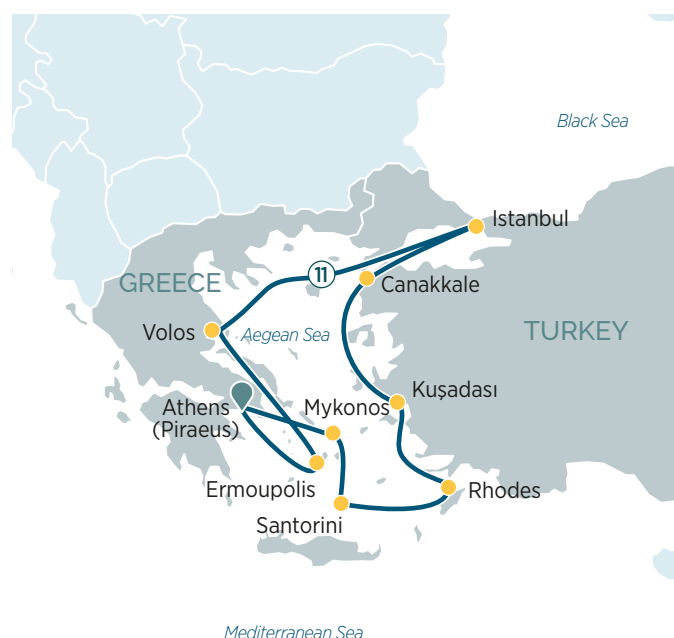 Black Sea
Istanbul
11
Canakkale
GREECE
Volos
Aegean Sea
TURKEY
Kuşadası
Athens
(Piraeus)
Mykonos
Ermoupolis
Rhodes
Santorini
Mediterranean Sea